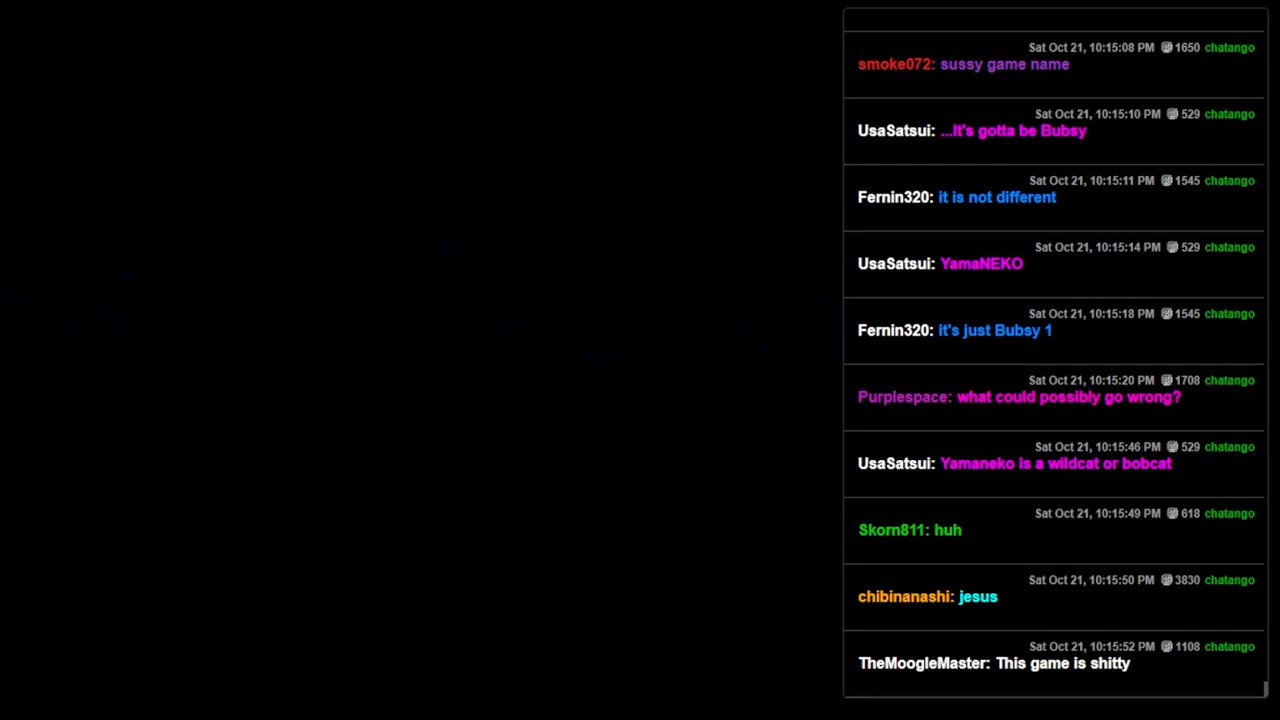 Sat Oct 21, 10:15:08 PM 1650 chatango
smoke072: sussy game name
Sat Oct 21, 10:15:10 PM 529 chatango
UsaSatsui: ...It's gotta be Bubsy
Sat Oct 21, 10:15:11 PM 1545 chatango
Fernin320: it is not different
Sat Oct 21, 10:15:14 PM 529 chatango
UsaSatsui: YamaNEKO
Sat Oct 21, 10:15:18 PM 1545 chatango
Fernin320: it's just Bubsy 1
Sat Oct 21, 10:15:20 PM 1708 chatango
Purplespace: what could possibly go wrong?
Sat Oct 21, 10:15:46 PM 529 chatango
UsaSatsui: Yamaneko is a wildcat or bobcat
Sat Oct 21, 10:15:49 PM 618 chatango
Skorn811: huh
Sat Oct 21, 10:15:50 PM 3830 chatango
chibinanashi: jesus
Sat Oct 21, 10:15:52 PM 1108 chatango
TheMoogleMaster: This game is shitty